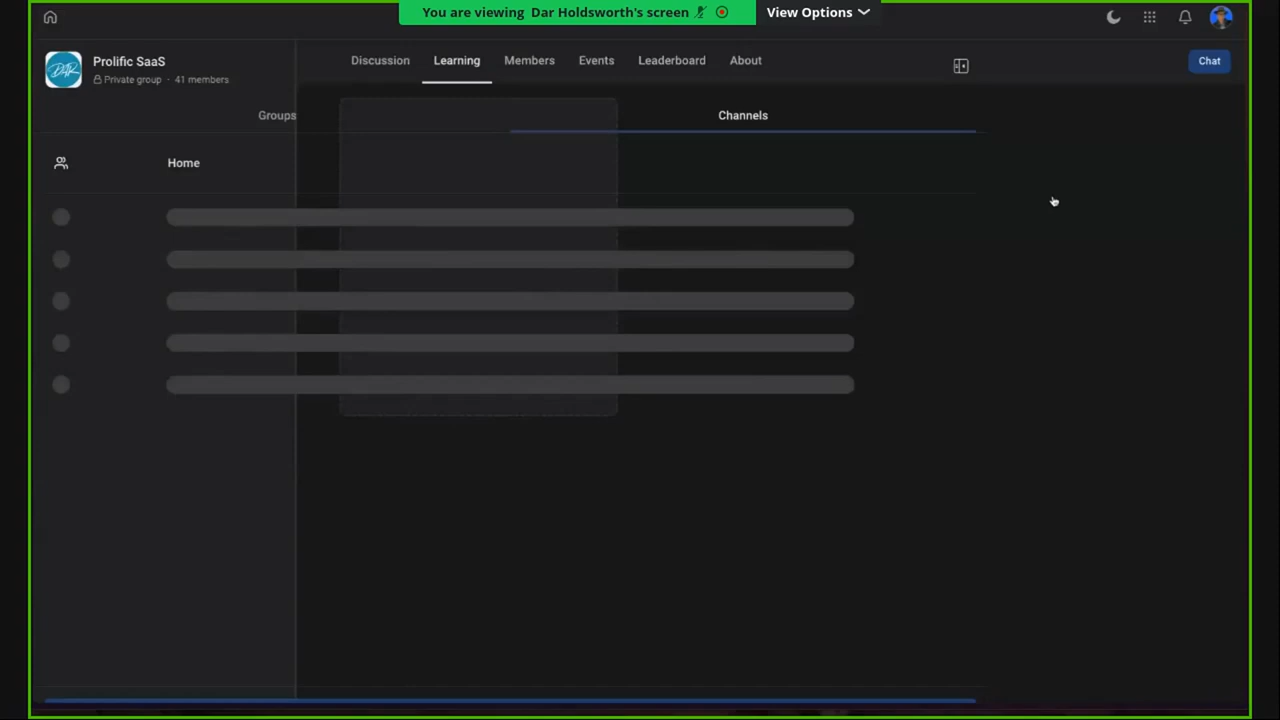 You are viewing Dar Holdsworth's screen
View Options
Prolific SaaS
Private group · 41 members
Discussion
Learning
Members
Events
Leaderboard
About
Chat
Groups
Channels
Home